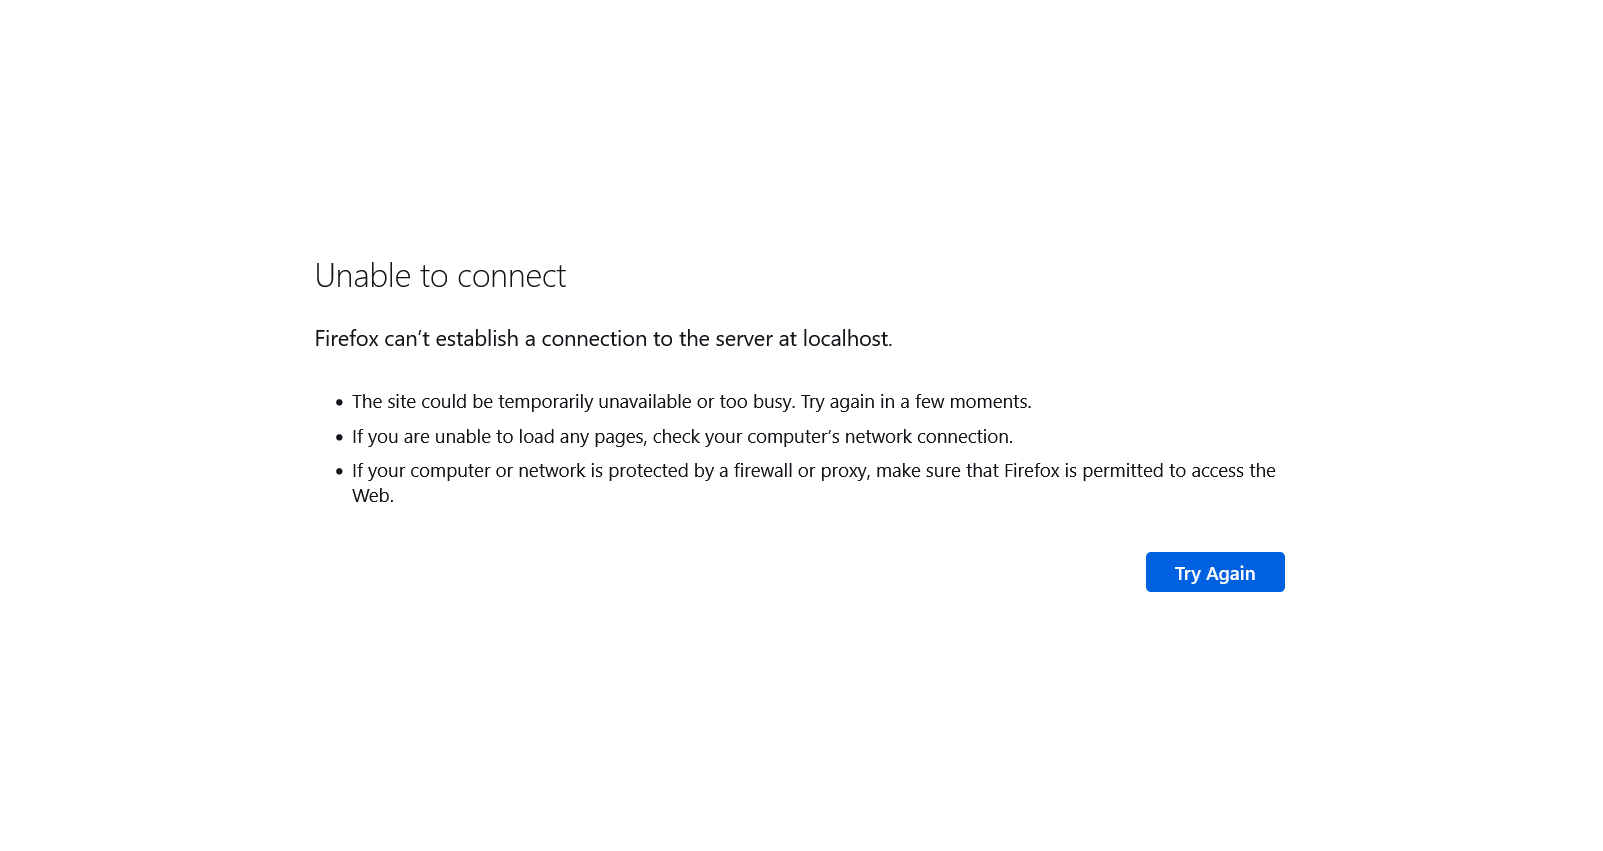 Unable to connect
Firefox can’t establish a connection to the server at localhost.
• The site could be temporarily unavailable or too busy. Try again in a few moments.
• If you are unable to load any pages, check your computer’s network connection.
• If your computer or network is protected by a firewall or proxy, make sure that Firefox is permitted to access the
Web.
Try Again